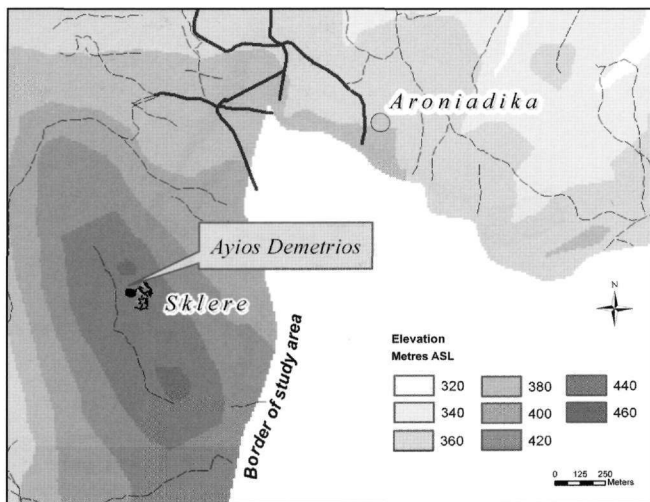 Aroniadika
Ayios Demetrios
Sklere
Border of study area
N
Elevation
Metres ASL
320 380 440
340 400 460
360 420
0 125 250
Meters